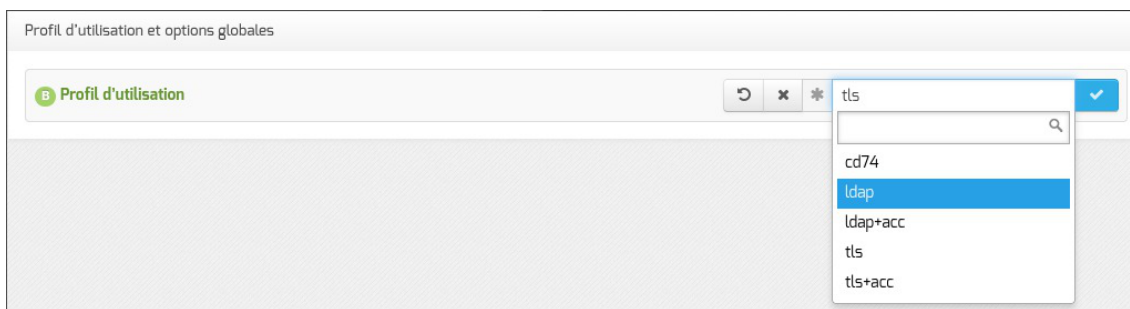 Profil d'utilisation et options globales
B Profil d'utilisation
tls
cd74
ldap
ldap+acc
tls
tls+acc